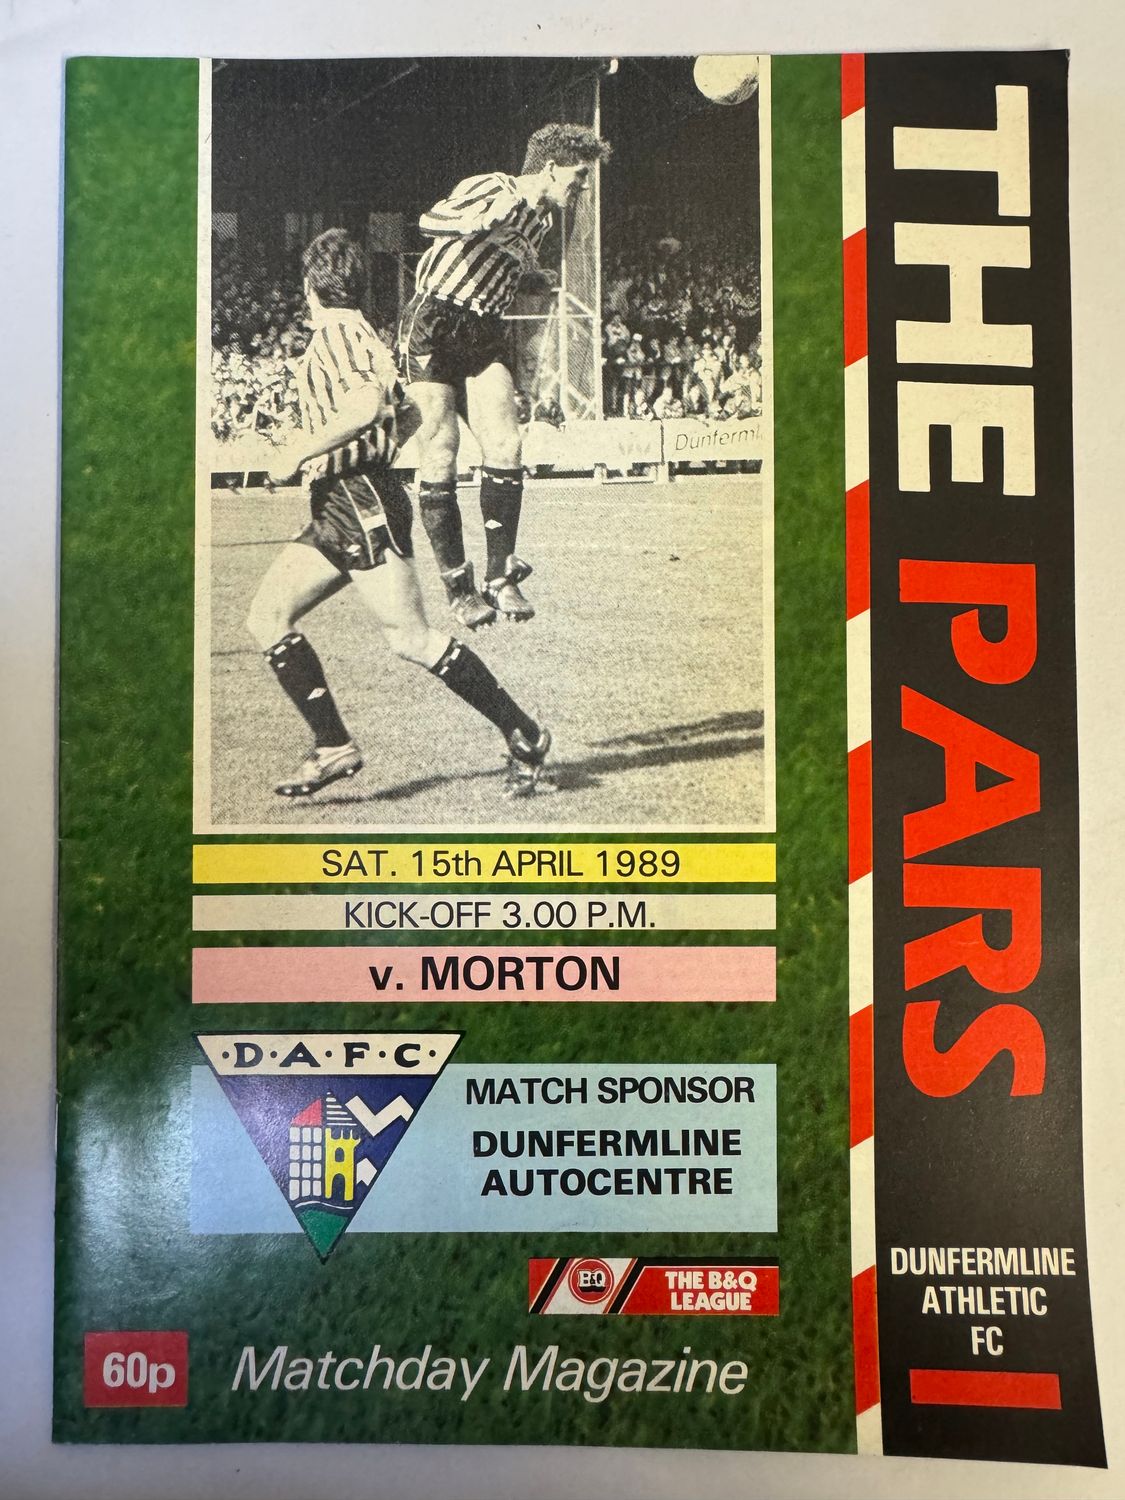 THE PARS
Dunferml
SAT. 15th APRIL 1989
KICK-OFF 3.00 P.M.
v. MORTON
·D·A·F·C·
MATCH SPONSOR
DUNFERMLINE
AUTOCENTRE
B&Q
THE B&Q
LEAGUE
60p
Matchday Magazine
DUNFERMLINE
ATHLETIC
FC